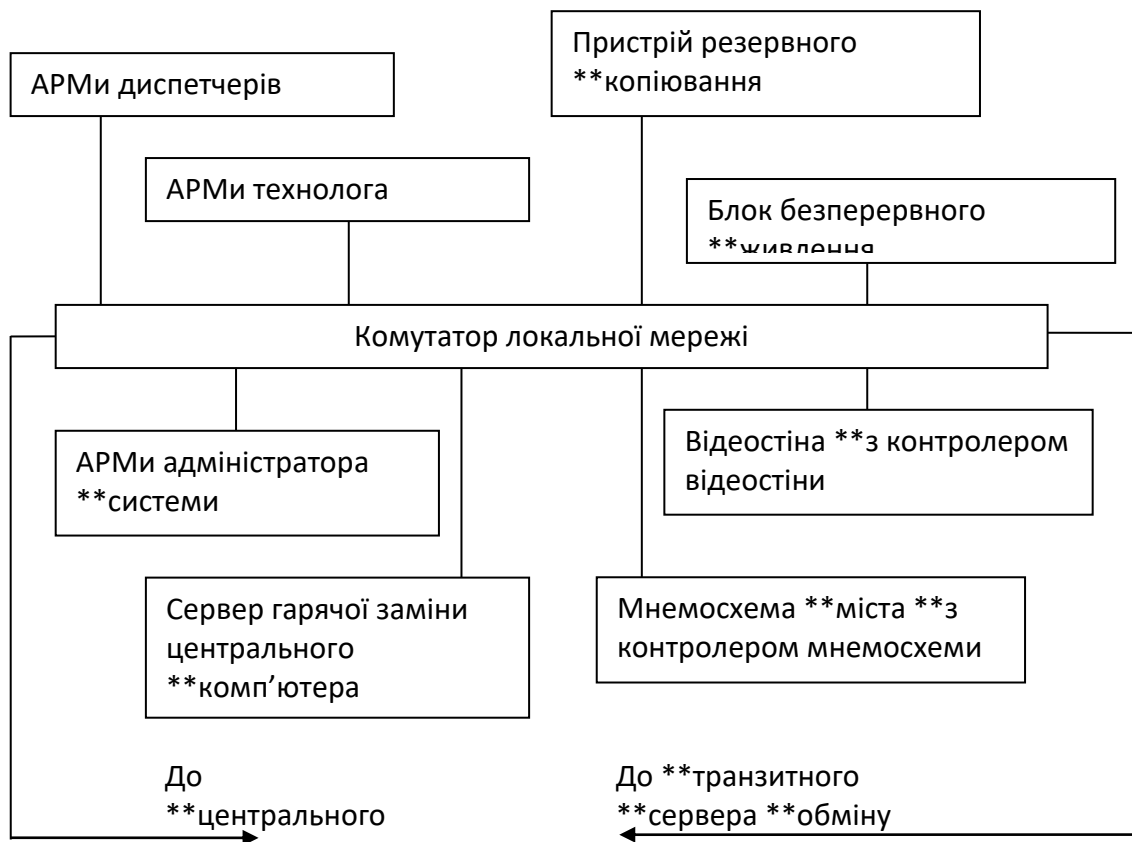 АРМи диспетчерів
Пристрій резервного
**копіювання
АРМи технолога
Блок безперервного
**живлення
Комутатор локальної мережі
АРМи адміністратора
**системи
Відеостіна **з контролером
відеостіни
Сервер гарячої заміни
центрального
**комп’ютера
Мнемосхема **міста **з
контролером мнемосхеми
До
**центрального
До **транзитного
**сервера **обміну